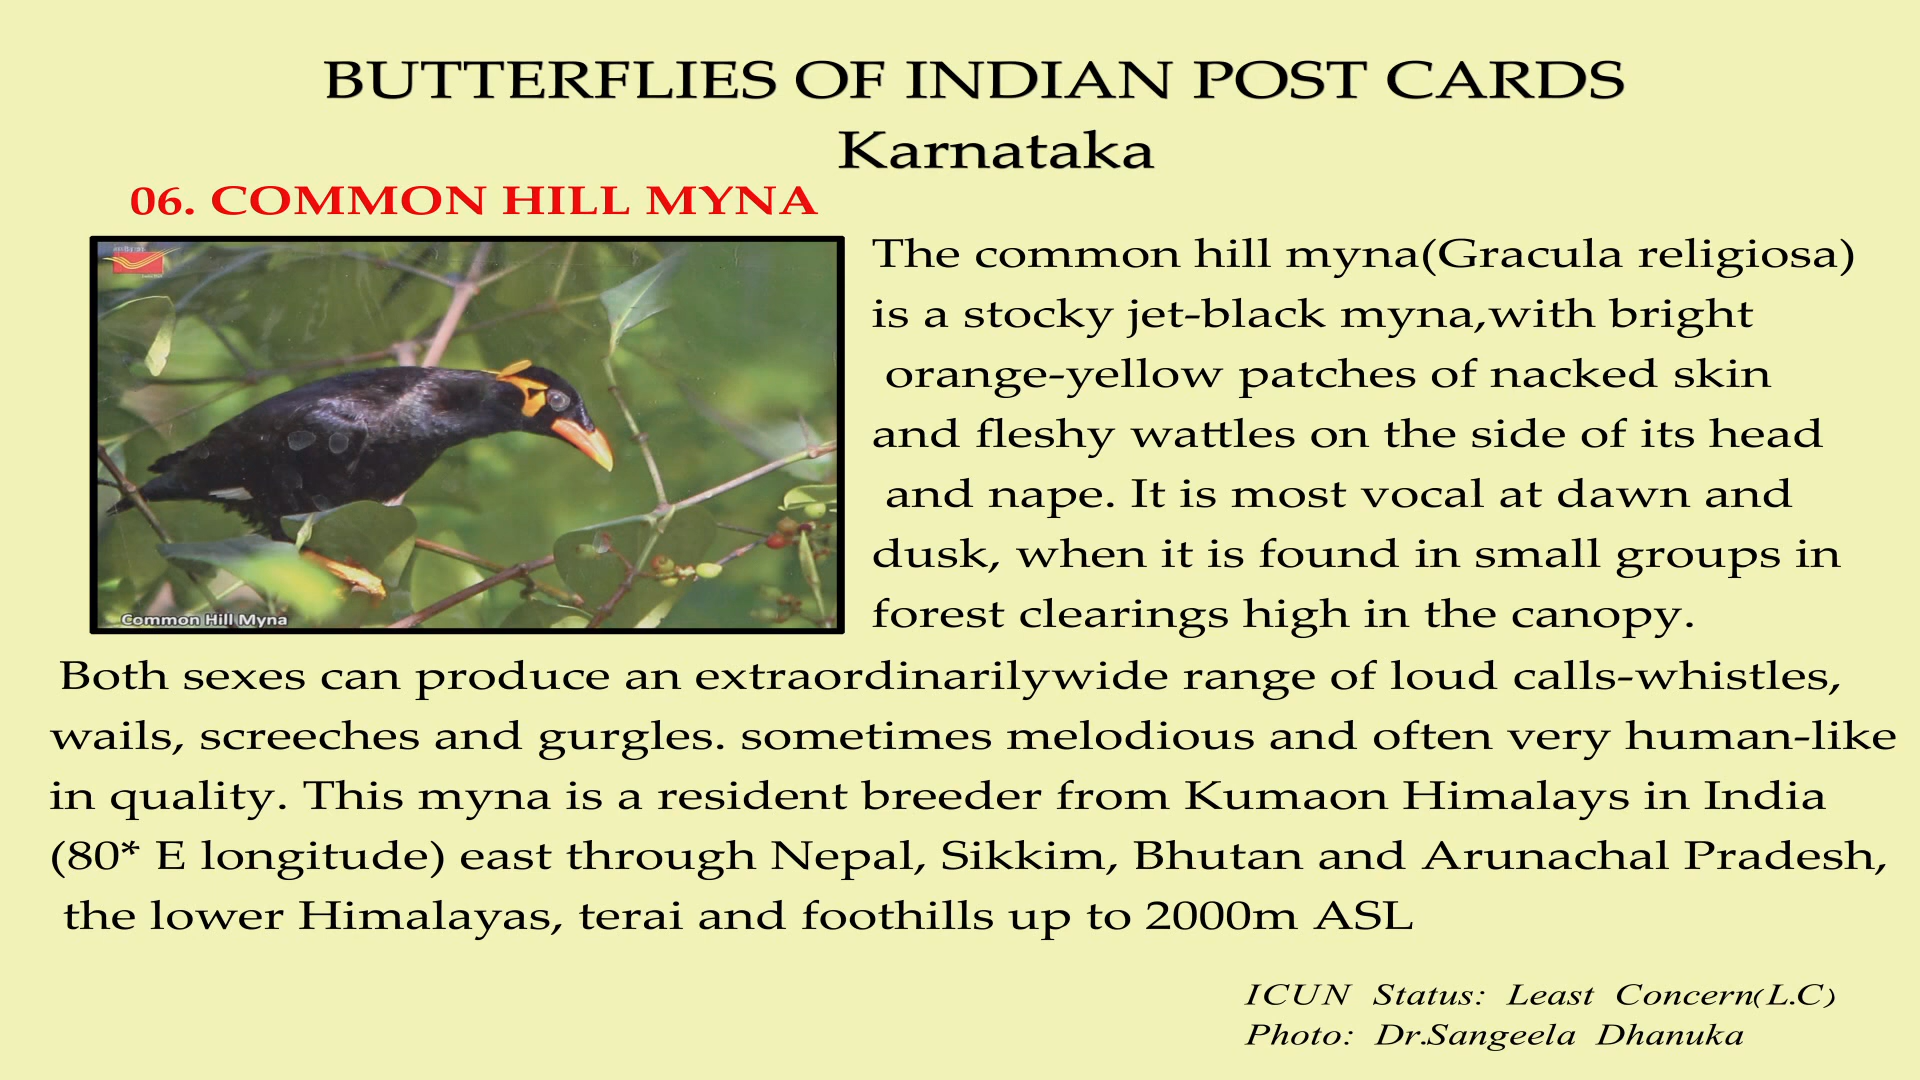 BUTTERFLIES OF INDIAN POST CARDS
Karnataka
06. COMMON HILL MYNA
The common hill myna(Gracula religiosa)
is a stocky jet-black myna,with bright
orange-yellow patches of nacked skin
and fleshy wattles on the side of its head
and nape. It is most vocal at dawn and
dusk, when it is found in small groups in
forest clearings high in the canopy.
Common Hill Myna
Both sexes can produce an extraordinarilywide range of loud calls-whistles,
wails, screeches and gurgles. sometimes melodious and often very human-like
in quality. This myna is a resident breeder from Kumaon Himalays in India
(80* E longitude) east through Nepal, Sikkim, Bhutan and Arunachal Pradesh,
the lower Himalayas, terai and foothills up to 2000m ASL
ICUN Status: Least Concern(L.C)
Photo: Dr.Sangeela Dhanuka